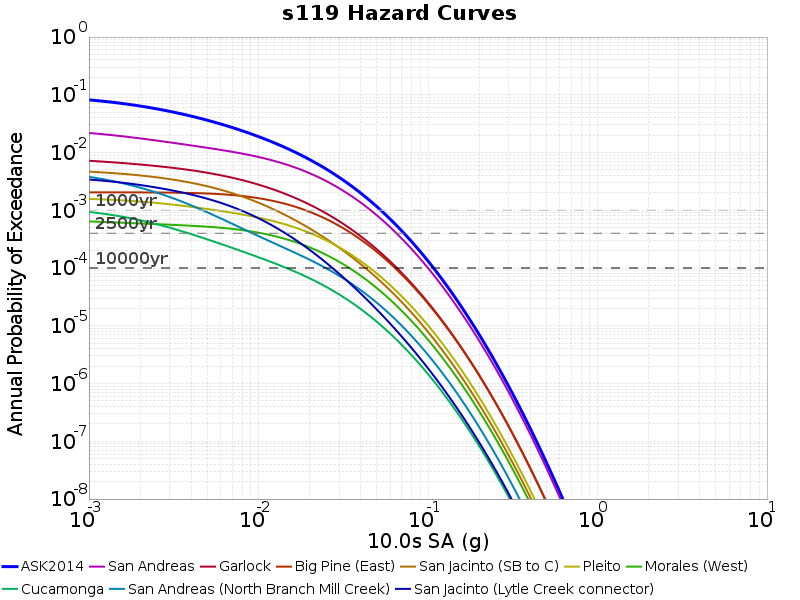 s119 Hazard Curves
Annual Probability of Exceedance
10^0
10^-1
10^-2
10^-3
10^-4
10^-5
10^-6
10^-7
10^-8
1000yr
2500yr
10000yr
10^-3 10^-2 10^-1 10^0 10^1
10.0s SA (g)
ASK2014 San Andreas Garlock Big Pine (East) San Jacinto (SB to C) Pleito Morales (West)
Cucamonga San Andreas (North Branch Mill Creek) San Jacinto (Lytle Creek connector)